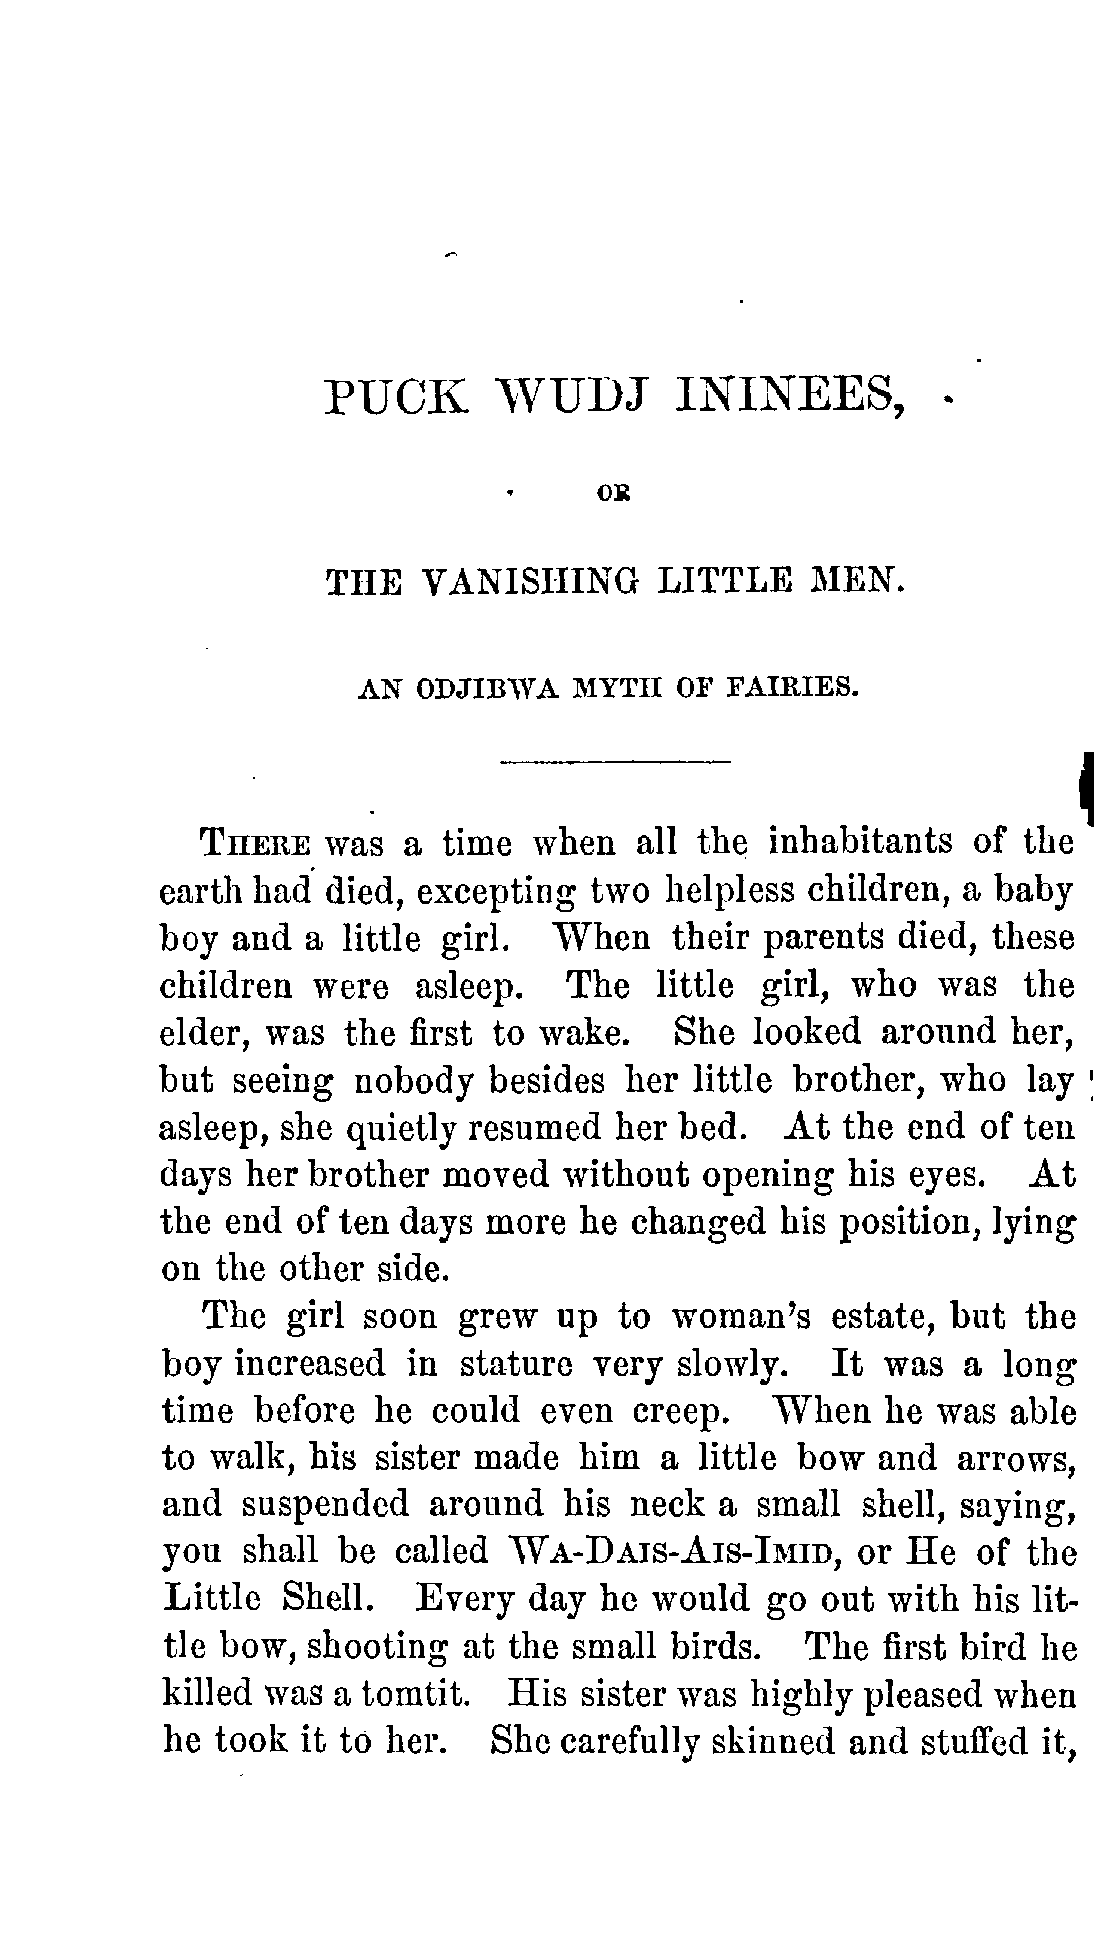 PUCK WUDJ ININEES,
OR
THE VANISHING LITTLE MEN.
AN ODJIBWA MYTH OF FAIRIES.
THERE was a time when all the inhabitants of the
earth had died, excepting two helpless children, a baby
boy and a little girl. When their parents died, these
children were asleep. The little girl, who was the
elder, was the first to wake. She looked around her,
but seeing nobody besides her little brother, who lay
asleep, she quietly resumed her bed. At the end of ten
days her brother moved without opening his eyes. At
the end of ten days more he changed his position, lying
on the other side.
The girl soon grew up to woman's estate, but the
boy increased in stature very slowly. It was a long
time before he could even creep. When he was able
to walk, his sister made him a little bow and arrows,
and suspended around his neck a small shell, saying,
you shall be called WA-DAIS-AIS-IMID, or He of the
Little Shell. Every day he would go out with his lit-
tle bow, shooting at the small birds. The first bird he
killed was a tomtit. His sister was highly pleased when
he took it to her. She carefully skinned and stuffed it,